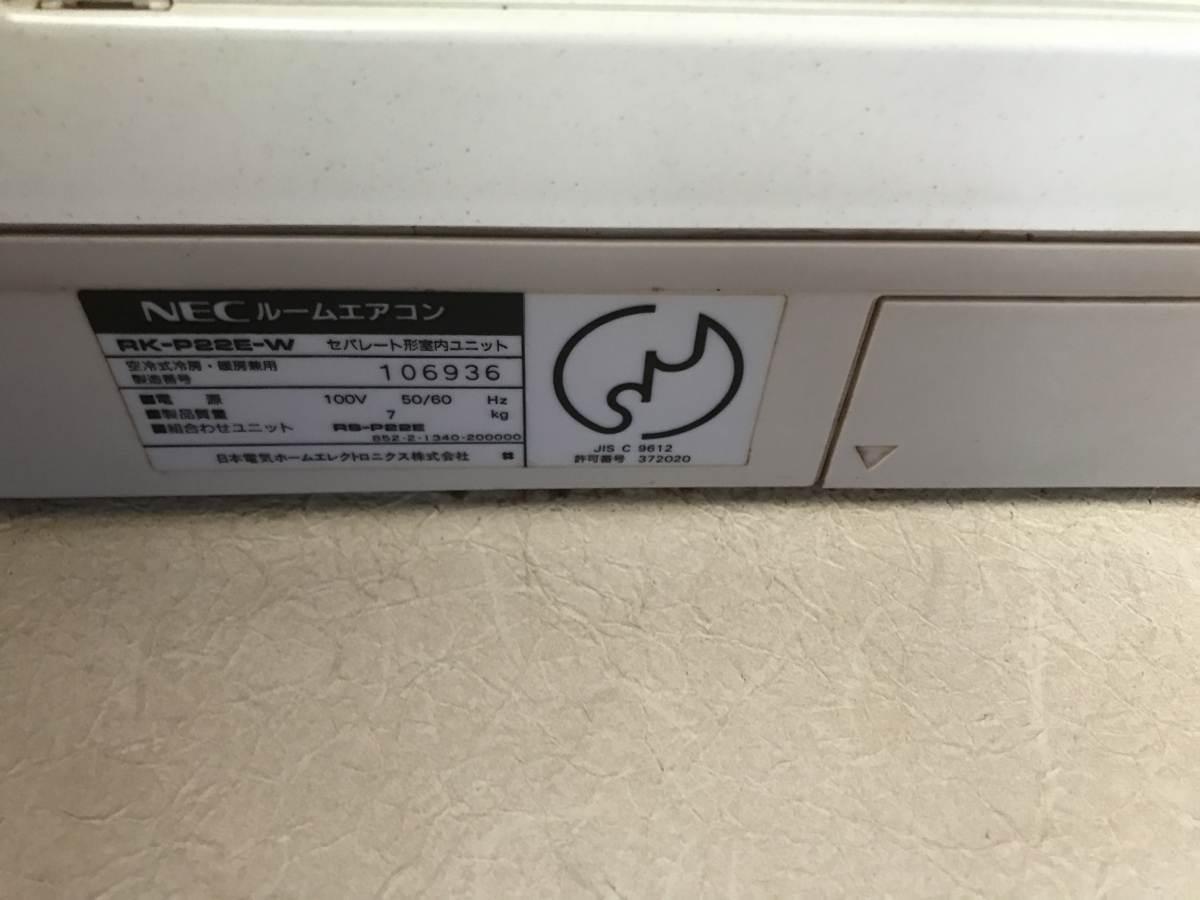 NEC ルームエアコン
RK-P22E-W セパレート形室内ユニット
空冷式冷房・暖房兼用
製造番号 106936
■電 源 100V 50/60 Hz
■製品質量 7 kg
■組合わせユニット RS-P22E
852-2-1340-200000
日本電気ホームエレクトロニクス株式会社
JIS C 9612
許可番号 372020